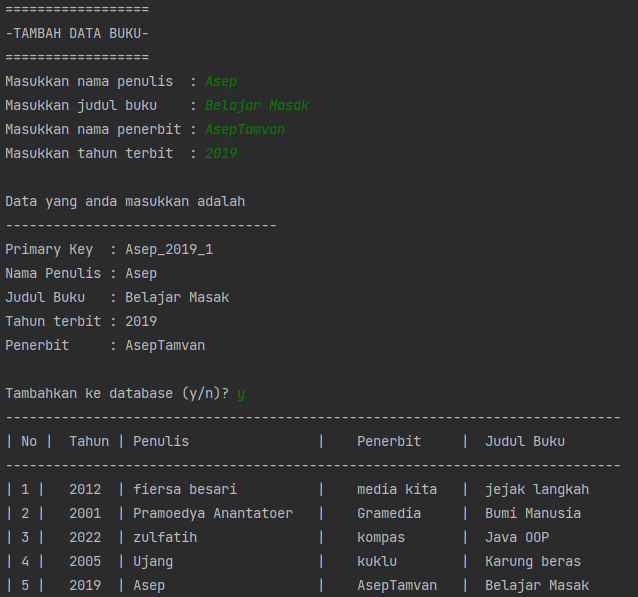 ==================
-TAMBAH DATA BUKU-
==================
Masukkan nama penulis  : Asep
Masukkan judul buku    : Belajar Masak
Masukkan nama penerbit : AsepTamvan
Masukkan tahun terbit  : 2019

Data yang anda masukkan adalah
----------------------------------
Primary Key  : Asep_2019_1
Nama Penulis : Asep
Judul Buku   : Belajar Masak
Tahun terbit : 2019
Penerbit     : AsepTamvan

Tambahkan ke database (y/n)? y
-----------------------------------------------------------------------------
| No |  Tahun | Penulis                |    Penerbit     |  Judul Buku
-----------------------------------------------------------------------------
| 1 |   2012  | fiersa besari          |    media kita   |  jejak langkah
| 2 |   2001  | Pramoedya Anantatoer   |    Gramedia     |  Bumi Manusia
| 3 |   2022  | zulfatih               |    kompas       |  Java OOP
| 4 |   2005  | Ujang                  |    kuklu        |  Karung beras
| 5 |   2019  | Asep                   |    AsepTamvan   |  Belajar Masak